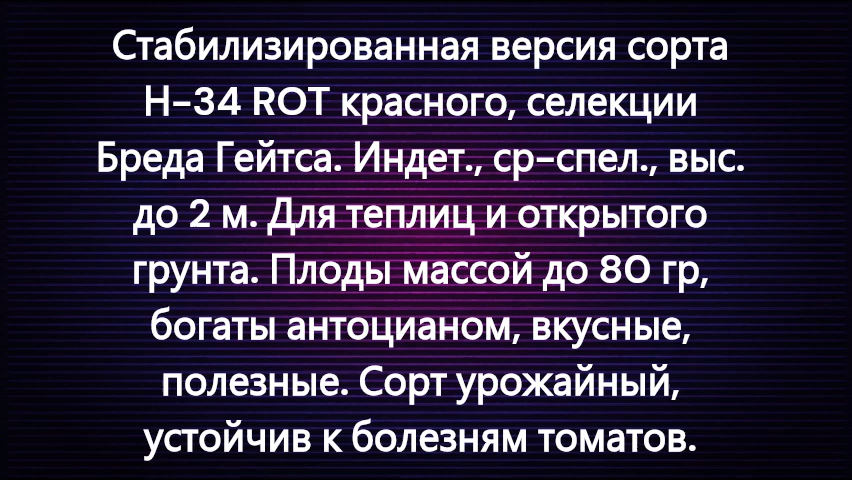 Стабилизированная версия сорта
Н-34 ROT красного, селекции
Бреда Гейтса. Индет., ср-спел., выс.
до 2 м. Для теплиц и открытого
грунта. Плоды массой до 80 гр,
богаты антоцианом, вкусные,
полезные. Сорт урожайный,
устойчив к болезням томатов.